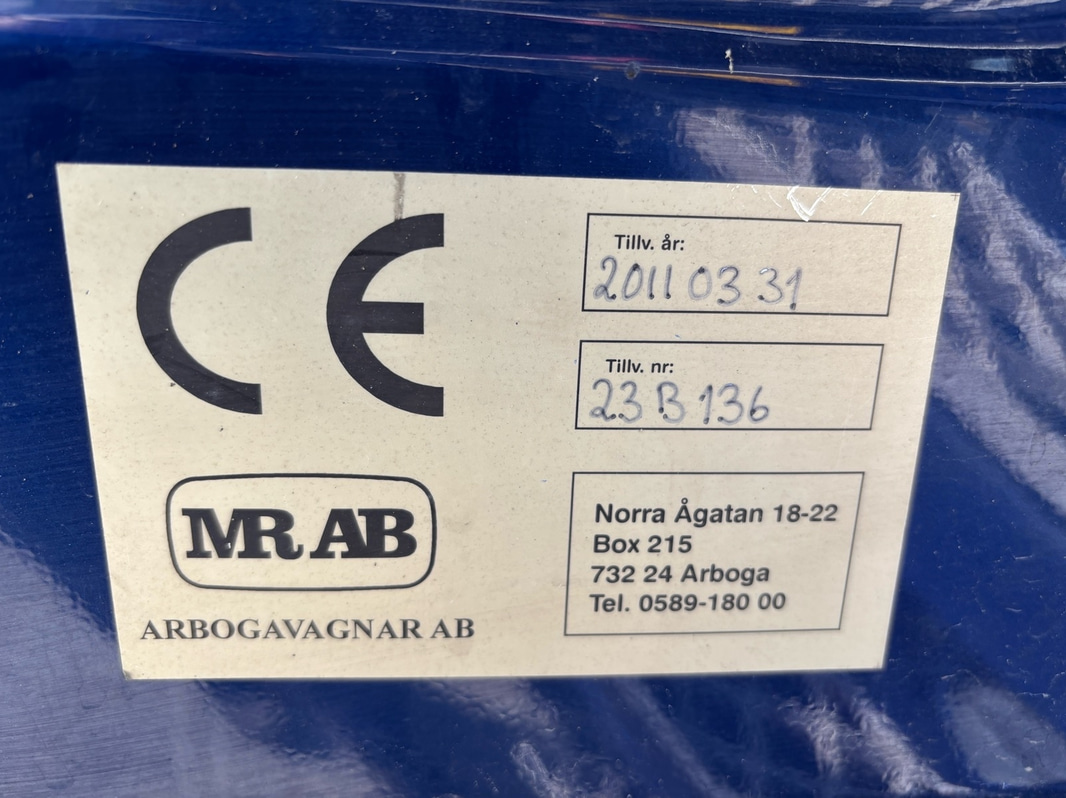 CE
Tillv. år:
2011 03 31
Tillv. nr:
23 B 136
MR AB
ARBOGAVAGNAR AB
Norra Ågatan 18-22
Box 215
732 24 Arboga
Tel. 0589-180 00